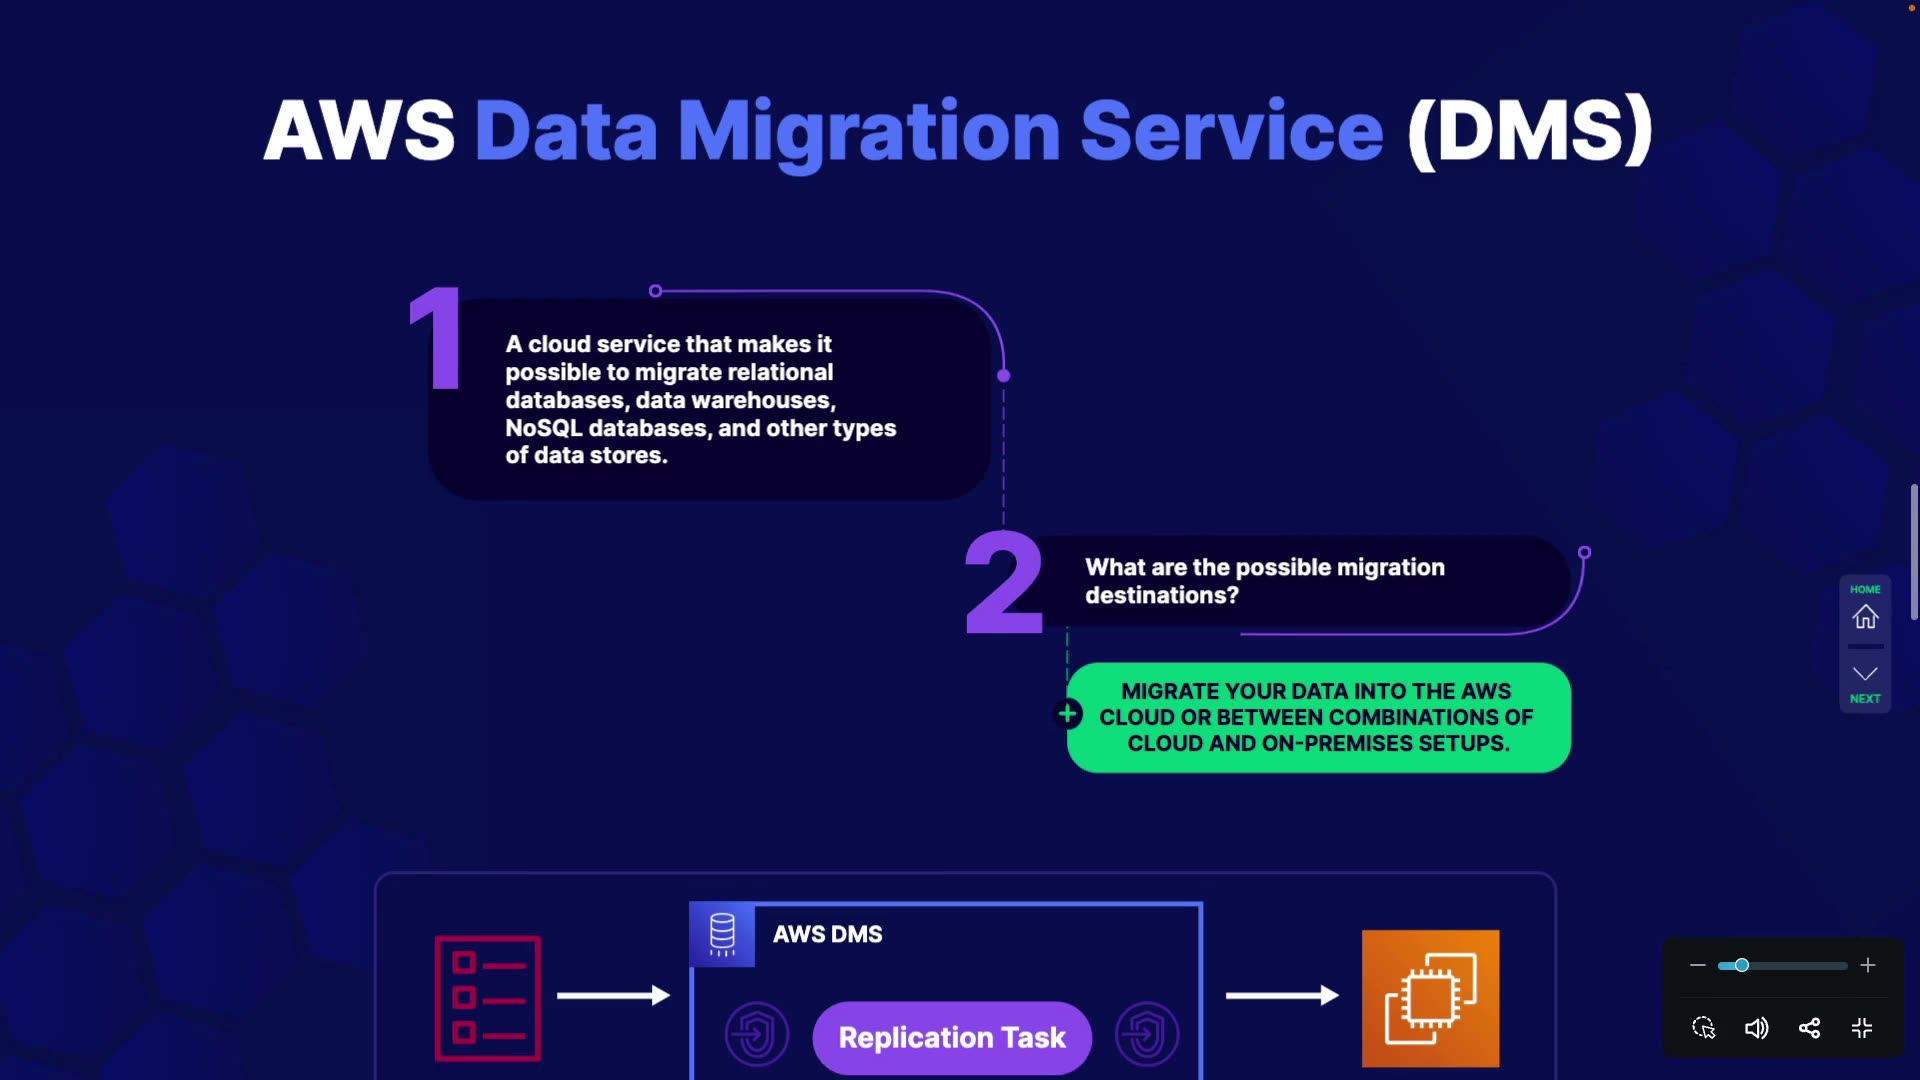 AWS Data Migration Service (DMS)
1
A cloud service that makes it
possible to migrate relational
databases, data warehouses,
NoSQL databases, and other types
of data stores.
2
What are the possible migration
destinations?
MIGRATE YOUR DATA INTO THE AWS
CLOUD OR BETWEEN COMBINATIONS OF
CLOUD AND ON-PREMISES SETUPS.
HOME
NEXT
AWS DMS
Replication Task